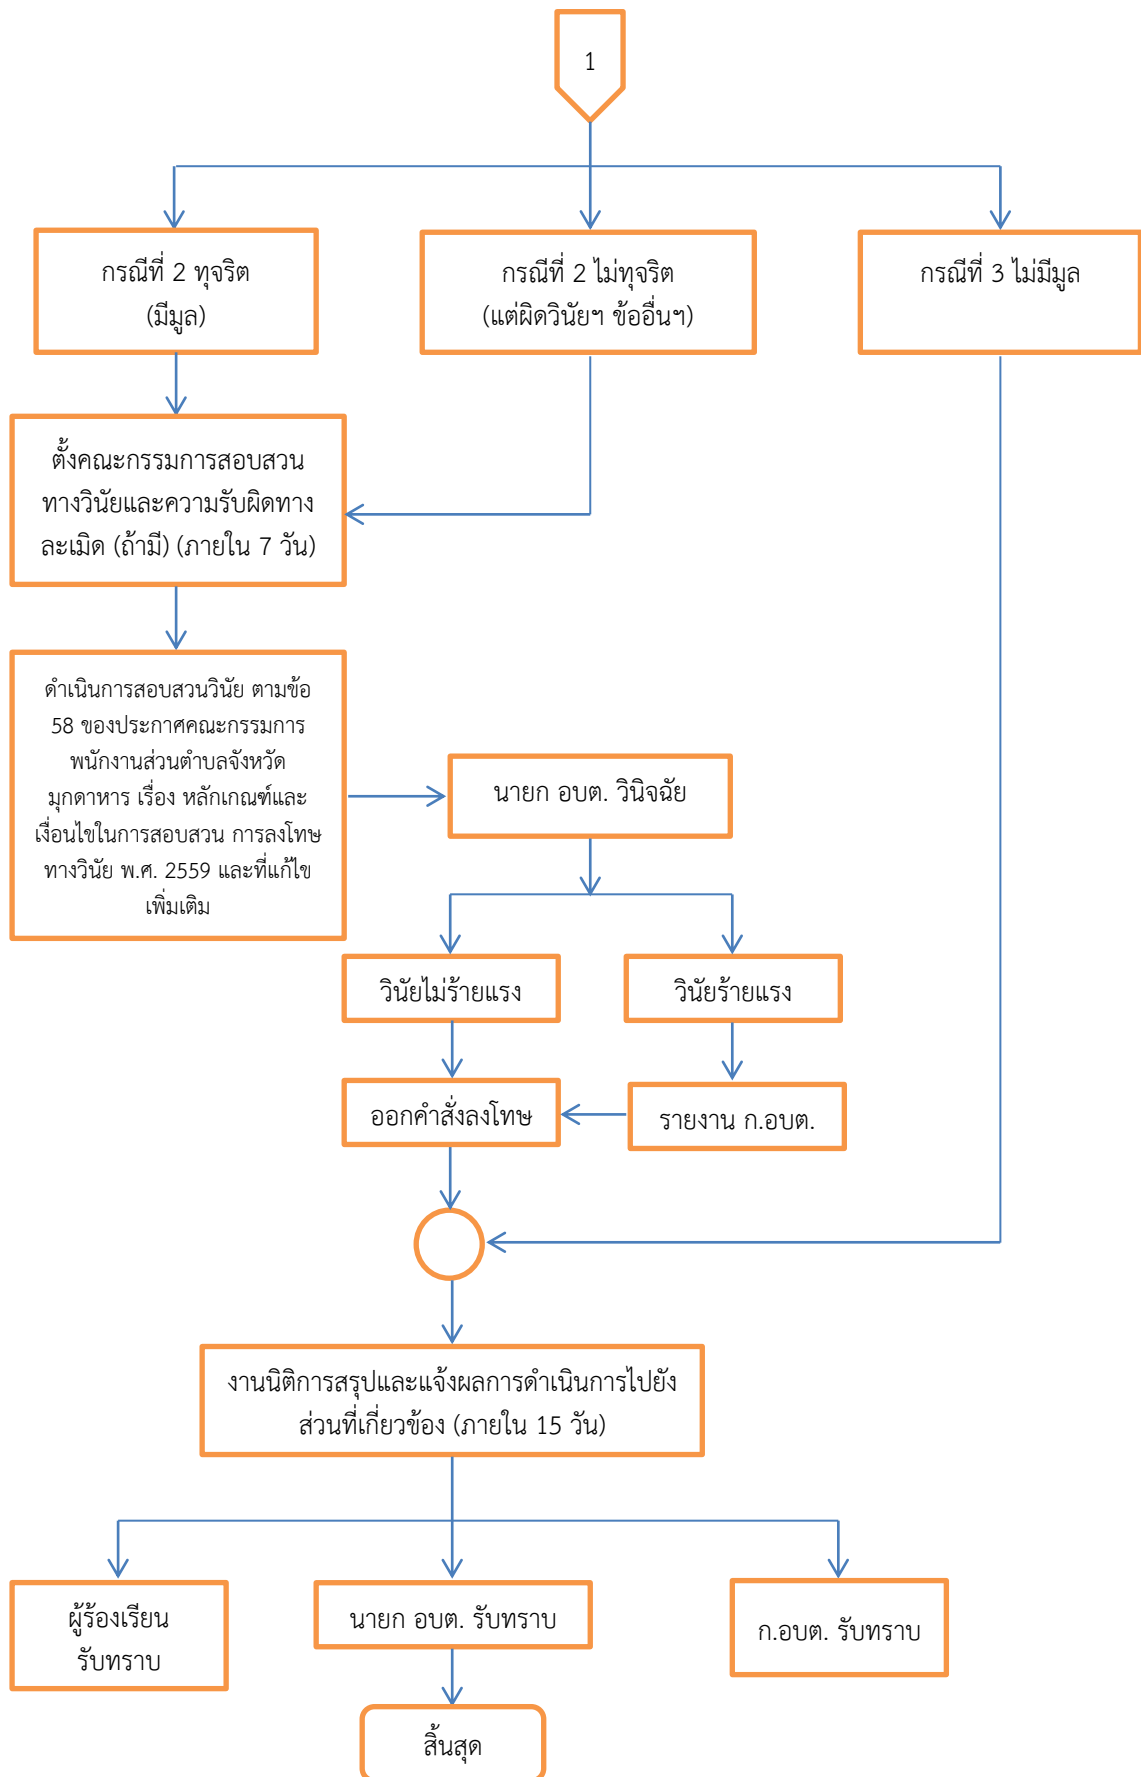 1
กรณีที่ 2 ทุจริต
(มีมูล)
กรณีที่ 2 ไม่ทุจริต
(แต่ผิดวินัยฯ ข้ออื่นฯ)
กรณีที่ 3 ไม่มีมูล
ตั้งคณะกรรมการสอบสวน
ทางวินัยและความรับผิดทาง
ละเมิด (ถ้ามี) (ภายใน 7 วัน)
ดำเนินการสอบสวนวินัย ตามข้อ
58 ของประกาศคณะกรรมการ
พนักงานส่วนตำบลจังหวัด
มุกดาหาร เรื่อง หลักเกณฑ์และ
เงื่อนไขในการสอบสวน การลงโทษ
ทางวินัย พ.ศ. 2559 และที่แก้ไข
เพิ่มเติม
นายก อบต. วินิจฉัย
วินัยไม่ร้ายแรง
วินัยร้ายแรง
ออกคำสั่งลงโทษ
รายงาน ก.อบต.
งานนิติการสรุปและแจ้งผลการดำเนินการไปยัง
ส่วนที่เกี่ยวข้อง (ภายใน 15 วัน)
ผู้ร้องเรียน
รับทราบ
นายก อบต. รับทราบ
ก.อบต. รับทราบ
สิ้นสุด